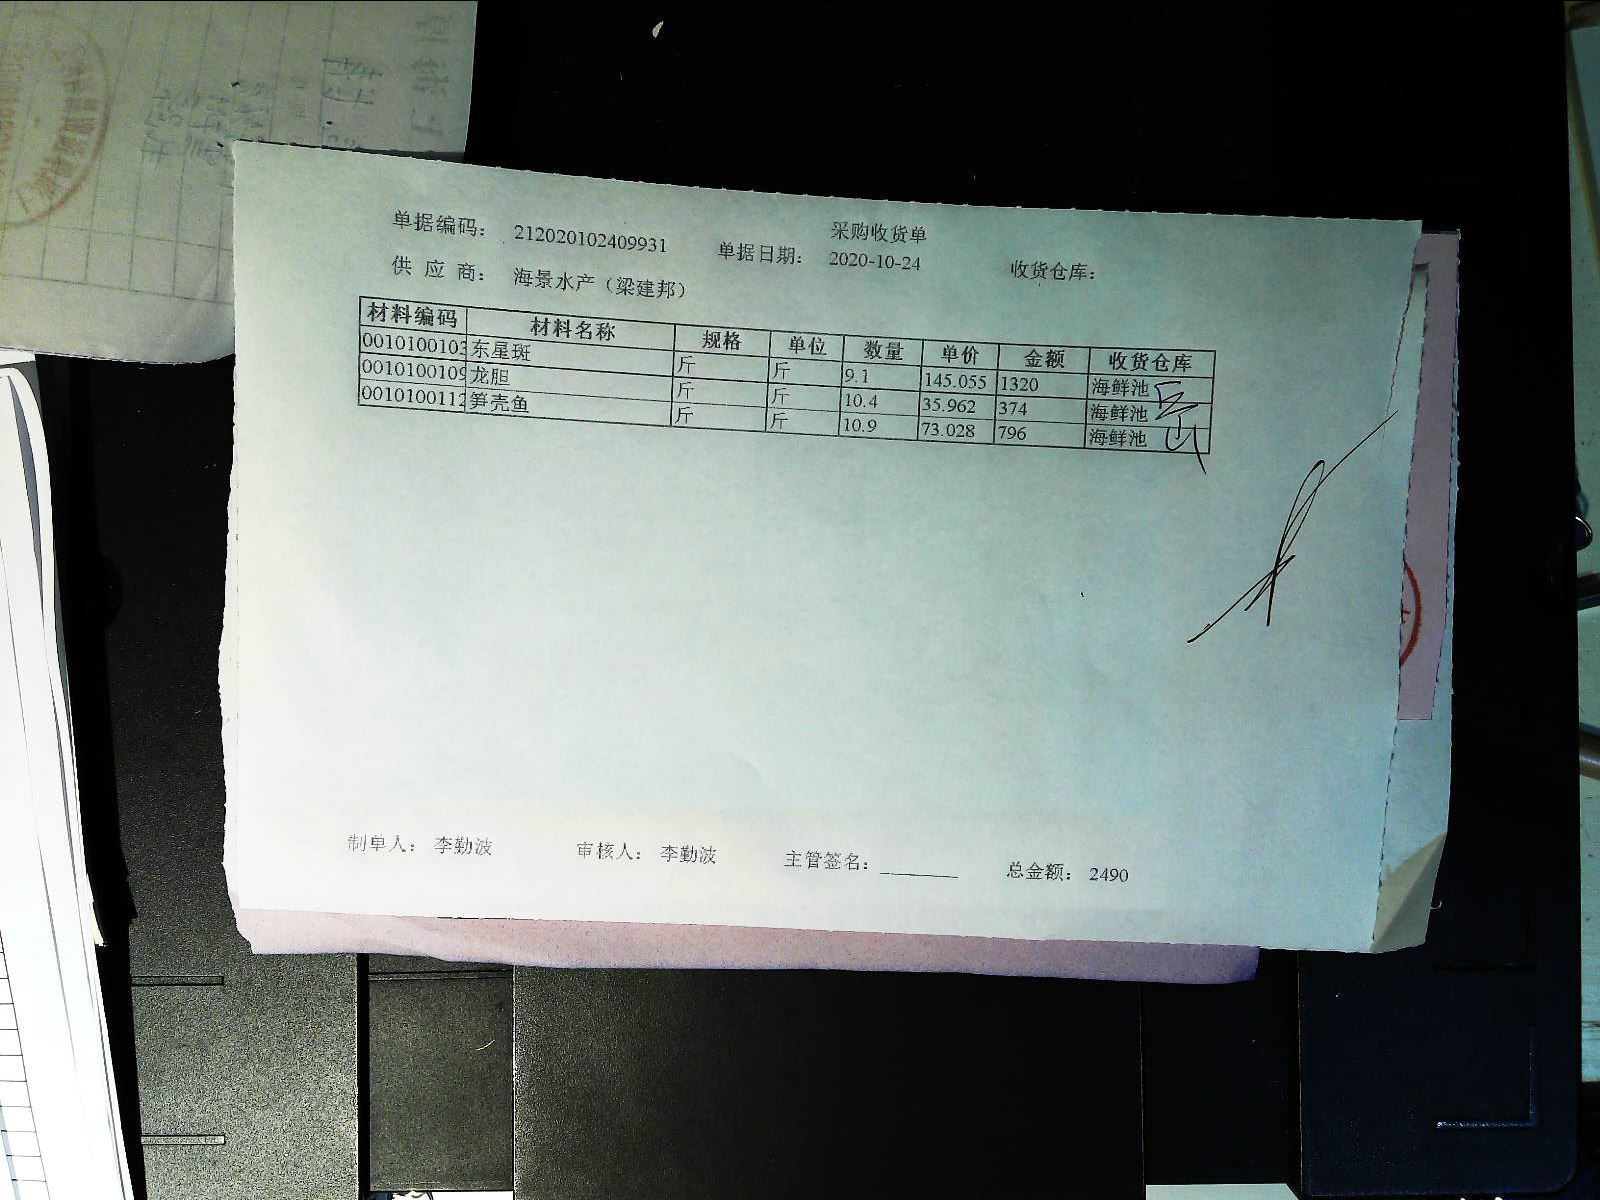 采购收货单
单据编码： 212020102409931 单据日期： 2020-10-24 收货仓库：
供 应 商： 海景水产（梁建邦）
材料编码 材料名称 规格 单位 数量 单价 金额 收货仓库
0010100103 东星斑 斤 斤 9.1 145.055 1320 海鲜池
0010100109 龙胆 斤 斤 10.4 35.962 374 海鲜池
0010100112 笋壳鱼 斤 斤 10.9 73.028 796 海鲜池
制单人： 李勤波 审核人： 李勤波 主管签名： 总金额： 2490